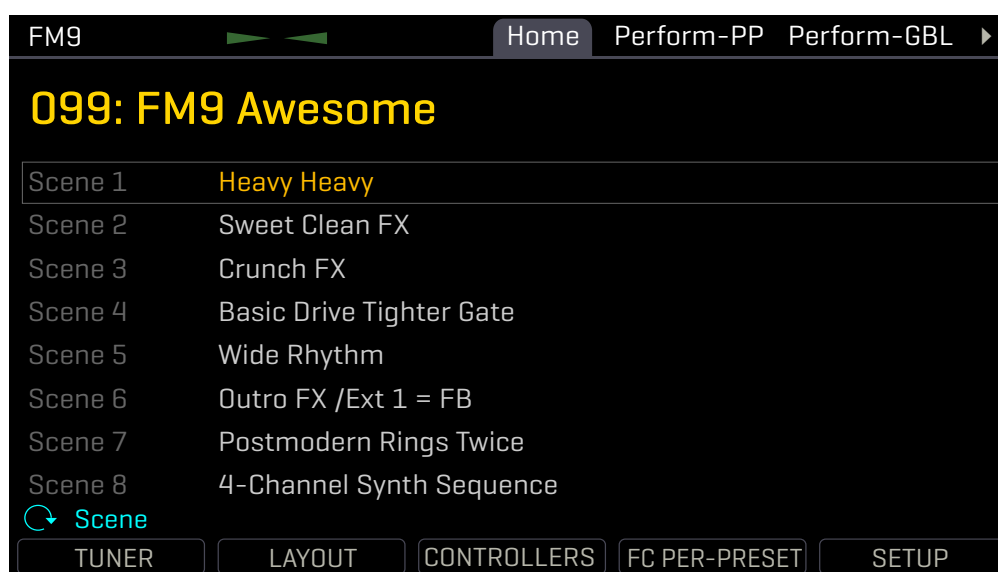 FM9 Home Perform-PP Perform-GBL
099: FM9 Awesome
Scene 1 Heavy Heavy
Scene 2 Sweet Clean FX
Scene 3 Crunch FX
Scene 4 Basic Drive Tighter Gate
Scene 5 Wide Rhythm
Scene 6 Outro FX /Ext 1 = FB
Scene 7 Postmodern Rings Twice
Scene 8 4-Channel Synth Sequence
Scene
TUNER LAYOUT CONTROLLERS FC PER-PRESET SETUP